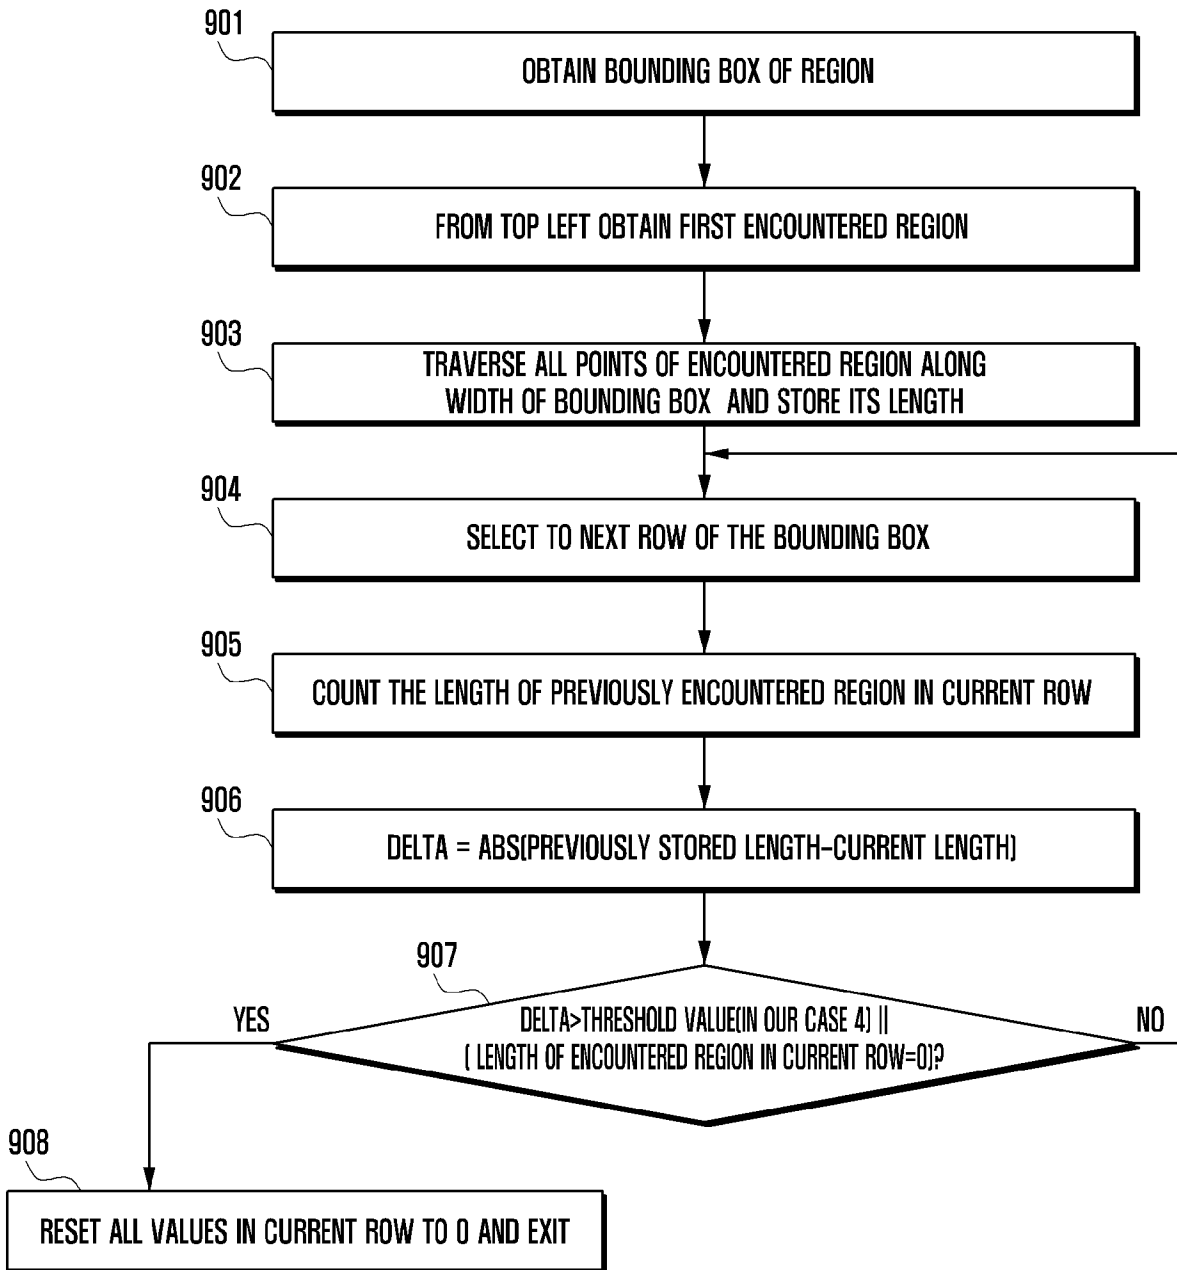 901
OBTAIN BOUNDING BOX OF REGION
902
FROM TOP LEFT OBTAIN FIRST ENCOUNTERED REGION
903
TRAVERSE ALL POINTS OF ENCOUNTERED REGION ALONG
WIDTH OF BOUNDING BOX AND STORE ITS LENGTH
904
SELECT TO NEXT ROW OF THE BOUNDING BOX
905
COUNT THE LENGTH OF PREVIOUSLY ENCOUNTERED REGION IN CURRENT ROW
906
DELTA = ABS(PREVIOUSLY STORED LENGTH-CURRENT LENGTH)
907
YES
DELTA>THRESHOLD VALUE(IN OUR CASE 4) ||
( LENGTH OF ENCOUNTERED REGION IN CURRENT ROW=0)?
NO
908
RESET ALL VALUES IN CURRENT ROW TO 0 AND EXIT